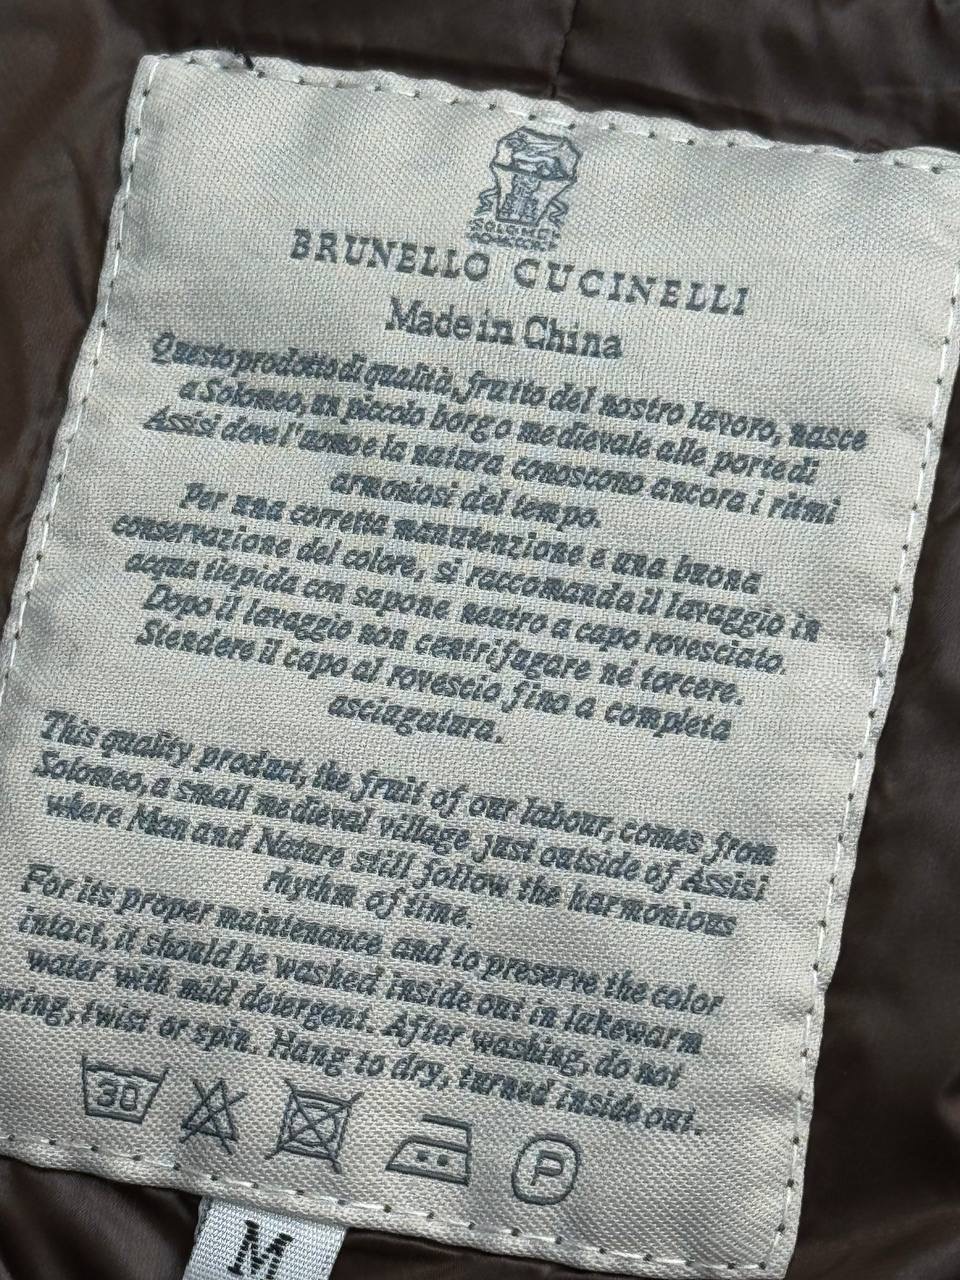 SOLOMEO
BRUNELLO CUCINELLI
Made in China
Questo prodotto di qualità, frutto del nostro lavoro, nasce
a Solomeo, un piccolo borgo medievale alle porte di
Assisi dove l'uomo e la natura conoscono ancora i ritmi
armoniosi del tempo.
Per una corretta manutenzione e una buona
conservazione del colore, si raccomanda il lavaggio in
acqua tiepida con sapone neutro a capo rovesciato.
Dopo il lavaggio non centrifugare né torcere.
Stendere il capo al rovescio fino a completa
asciagatura.
This quality product, the fruit of our labour, comes from
Solomeo, a small medieval village just outside of Assisi
where Man and Nature still follow the harmonious
rhythm of time.
For its proper maintenance and to preserve the color
intact, it should be washed inside out in lukewarm
water with mild detergent. After washing, do not
wring, twist or spin. Hang to dry, turned inside out.
30
P
M